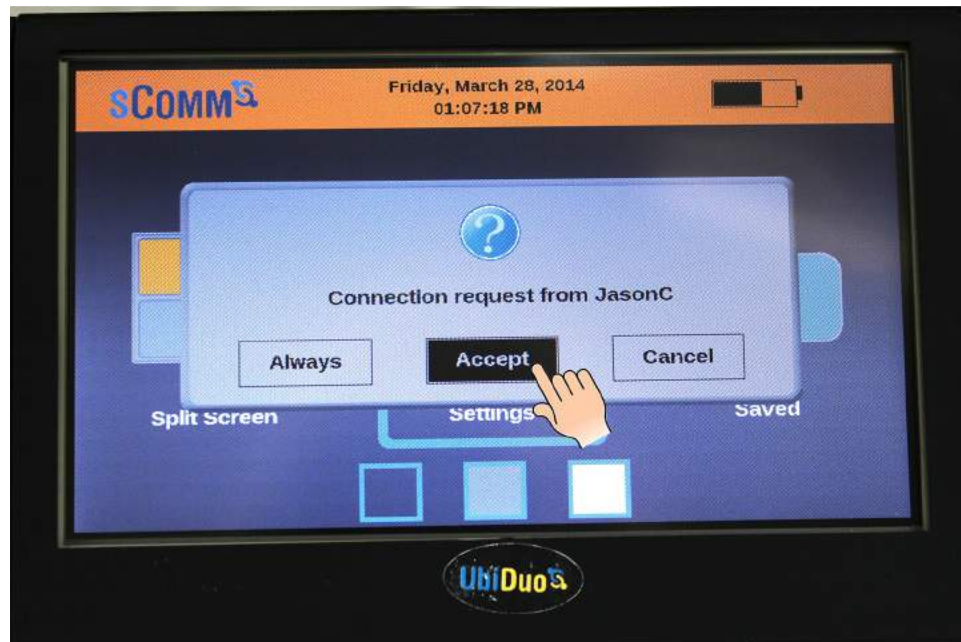 sCOMM
Friday, March 28, 2014
01:07:18 PM
?
Connection request from JasonC
Always
Accept
Cancel
Split Screen
Settings
Saved
UbiDuo